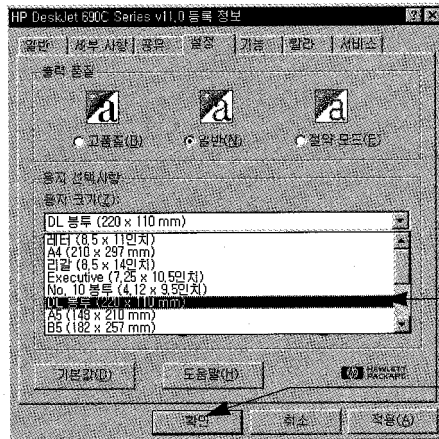 HP DeskJet 690C Series v11.0 등록 정보
일반 세부 사항 공유 설정 기능 컬러 서비스
출력 품질
고품질(B) 일반(N) 절약 모드(E)
용지 선택사항
용지 크기(Z):
DL 봉투 (220 x 110 mm)
레터 (8.5 x 11인치)
A4 (210 x 297 mm)
리갈 (8.5 x 14인치)
Executive (7.25 x 10.5인치)
No. 10 봉투 (4.12 x 9.5인치)
DL 봉투 (220 x 110 mm)
A5 (148 x 210 mm)
B5 (182 x 257 mm)
기본값(D) 도움말(H) HEWLETT PACKARD
확인 취소 적용(A)